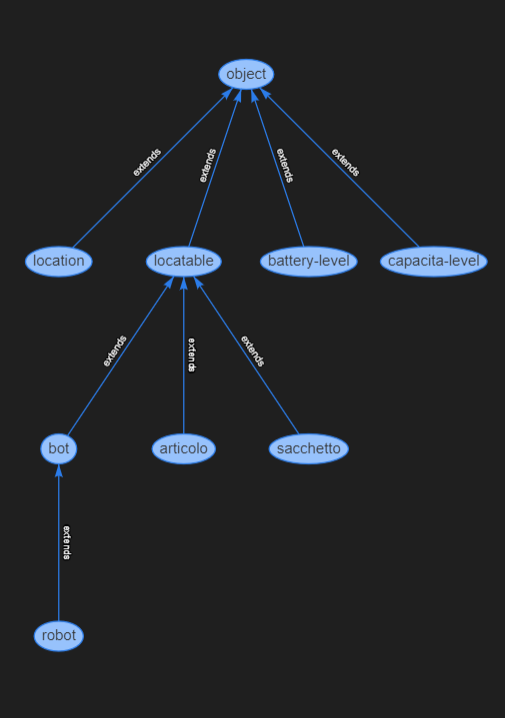 object
extends
extends
extends
extends
location
locatable
battery-level
capacita-level
extends
extends
extends
bot
articolo
sacchetto
extends
robot